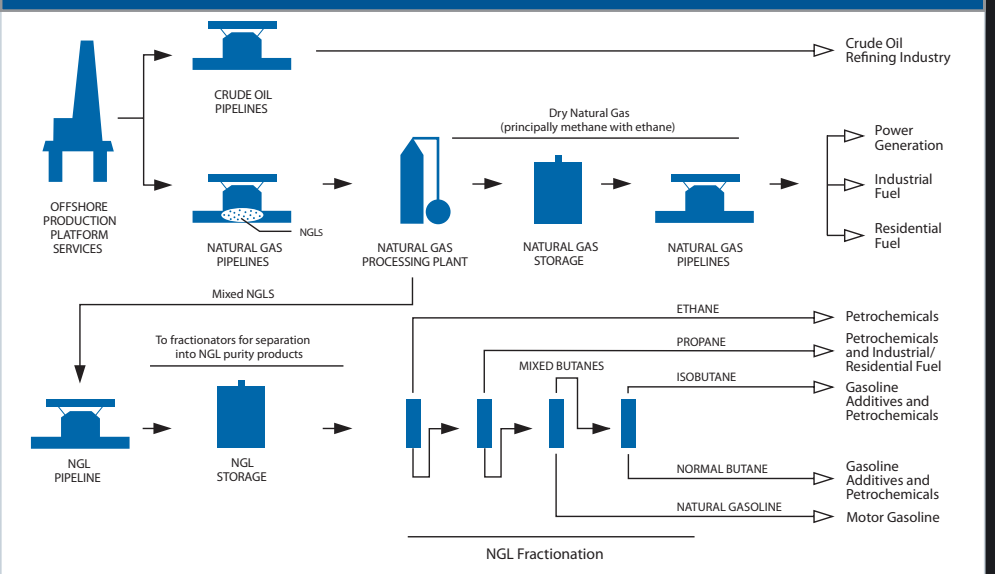 CRUDE OIL
PIPELINES
Crude Oil
Refining Industry
OFFSHORE
PRODUCTION
PLATFORM
SERVICES
NGLS
NATURAL GAS
PIPELINES
NATURAL GAS
PROCESSING PLANT
Dry Natural Gas
(principally methane with ethane)
NATURAL GAS
STORAGE
NATURAL GAS
PIPELINES
Power
Generation
Industrial
Fuel
Residential
Fuel
Mixed NGLS
To fractionators for separation
into NGL purity products
NGL
PIPELINE
NGL
STORAGE
ETHANE
Petrochemicals
PROPANE
Petrochemicals
and Industrial/
Residential Fuel
MIXED BUTANES
ISOBUTANE
Gasoline
Additives and
Petrochemicals
NORMAL BUTANE
Gasoline
Additives and
Petrochemicals
NATURAL GASOLINE
Motor Gasoline
NGL Fractionation